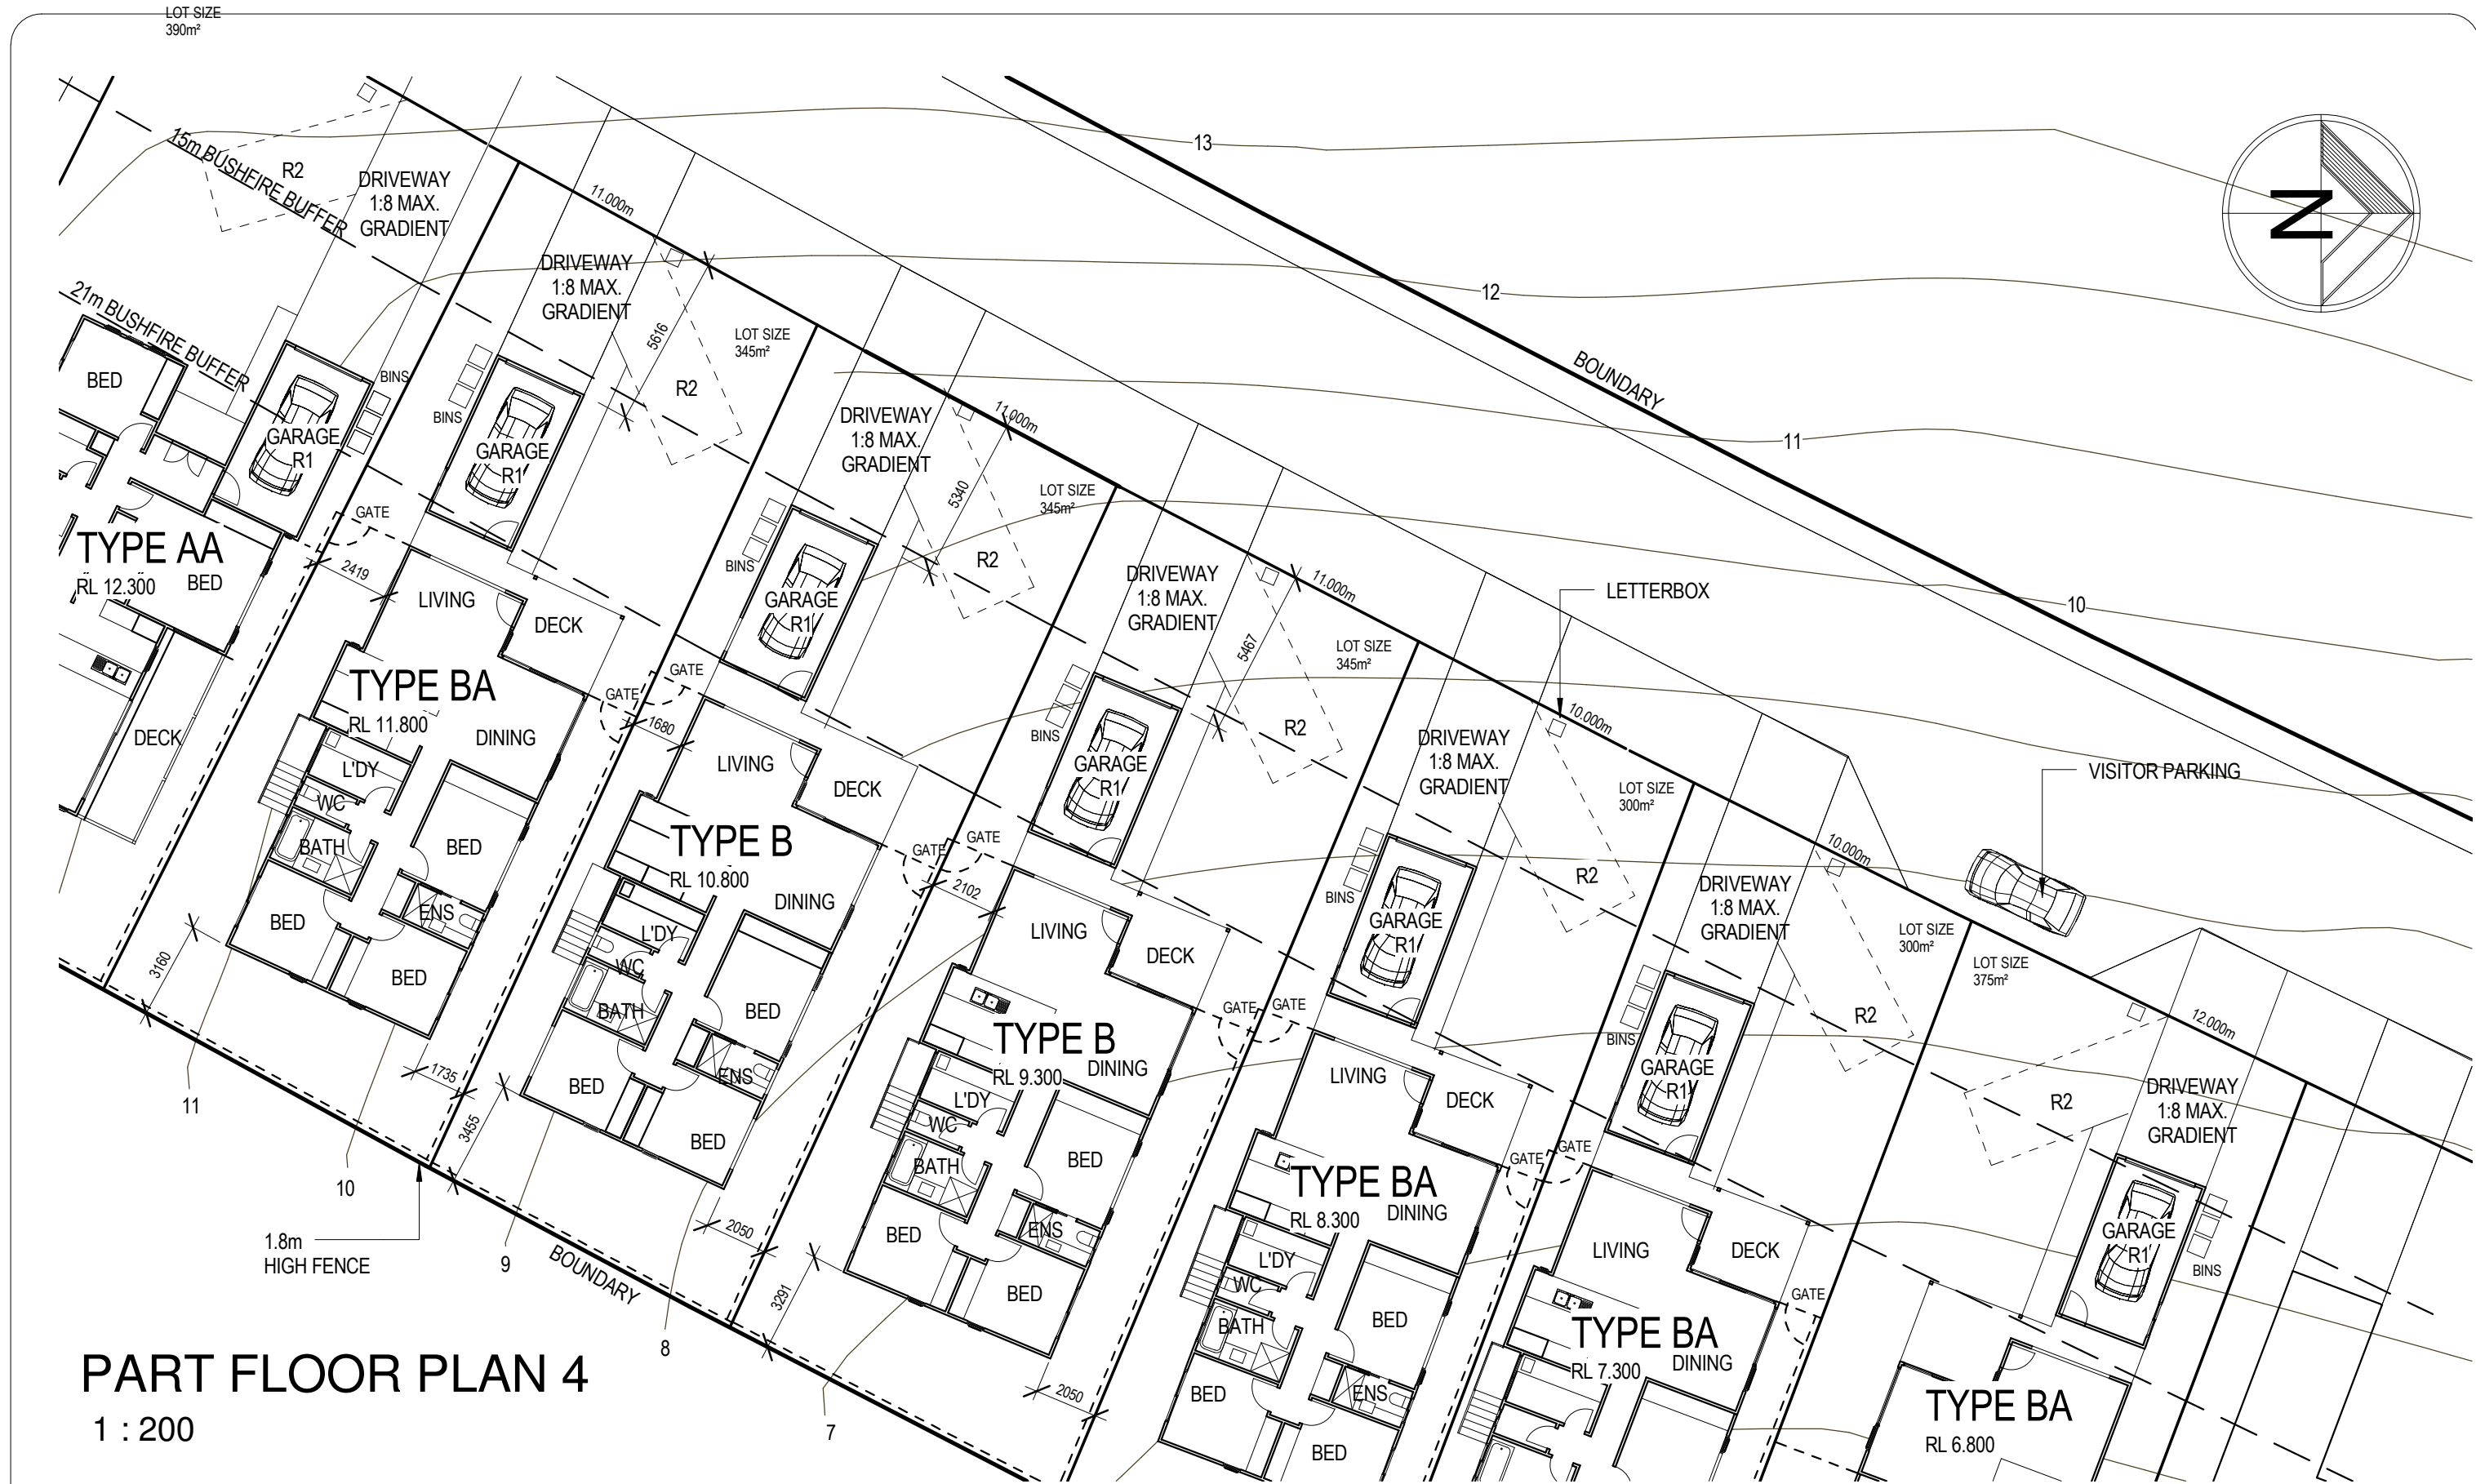 LOT SIZE
390m²
13
15m BUSHFIRE BUFFER
R2
DRIVEWAY
1:8 MAX.
GRADIENT
11.000m
N
21m BUSHFIRE BUFFER
DRIVEWAY
1:8 MAX.
GRADIENT
12
5616
LOT SIZE
345m²
R2
BOUNDARY
BED
BINS
BINS
GARAGE
R1
GARAGE
R1
DRIVEWAY
1:8 MAX.
GRADIENT
11.000m
11
5340
LOT SIZE
345m²
R2
GATE
BINS
TYPE AA
RL 12.300
BED
2419
LIVING
DECK
GARAGE
R1
DRIVEWAY
1:8 MAX.
GRADIENT
11.000m
LETTERBOX
10
5467
LOT SIZE
345m²
R2
TYPE BA
RL 11.800
GATE
GATE
1680
BINS
DECK
DINING
L'DY
WC
BATH
BED
LIVING
DECK
GARAGE
R1
DRIVEWAY
1:8 MAX.
GRADIENT
10.000m
VISITOR PARKING
LOT SIZE
300m²
R2
TYPE B
RL 10.800
DINING
GATE
GATE
2102
BINS
10.000m
BED
ENS
BED
3160
L'DY
WC
BATH
BED
LIVING
DECK
GARAGE
R1
DRIVEWAY
1:8 MAX.
GRADIENT
LOT SIZE
300m²
LOT SIZE
375m²
R2
12.000m
TYPE B
RL 9.300
DINING
GATE
GATE
BINS
1735
11
BED
ENS
BED
3455
L'DY
WC
BATH
BED
LIVING
DECK
GARAGE
R1
R2
DRIVEWAY
1:8 MAX.
GRADIENT
10
1.8m
HIGH FENCE
9
BOUNDARY
2050
BED
ENS
BED
3291
TYPE BA
RL 8.300
DINING
GATE
GATE
L'DY
WC
BATH
BED
LIVING
DECK
GARAGE
R1
BINS
GATE
8
2050
7
BED
ENS
BED
TYPE BA
RL 7.300
DINING
TYPE BA
RL 6.800
PART FLOOR PLAN 4
1 : 200